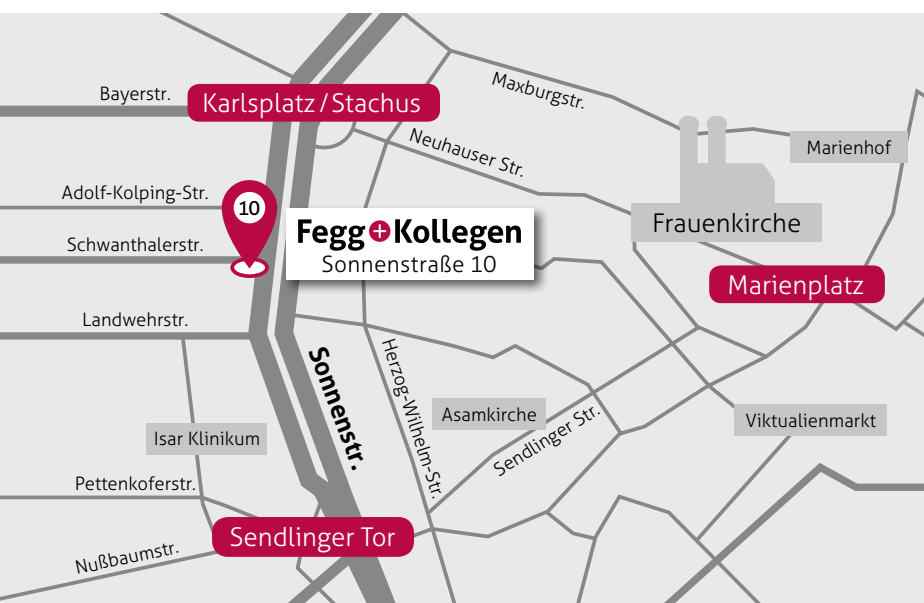 Bayerstr.
Karlsplatz / Stachus
Maxburgstr.
Neuhauser Str.
Marienhof
Adolf-Kolping-Str.
10
Schwanthalerstr.
Fegg+Kollegen
Sonnenstraße 10
Frauenkirche
Marienplatz
Landwehrstr.
Sonnenstr.
Herzog-Wilhelm-Str.
Asamkirche
Sendlinger Str.
Viktualienmarkt
Isar Klinikum
Pettenkoferstr.
Sendlinger Tor
Nußbaumstr.